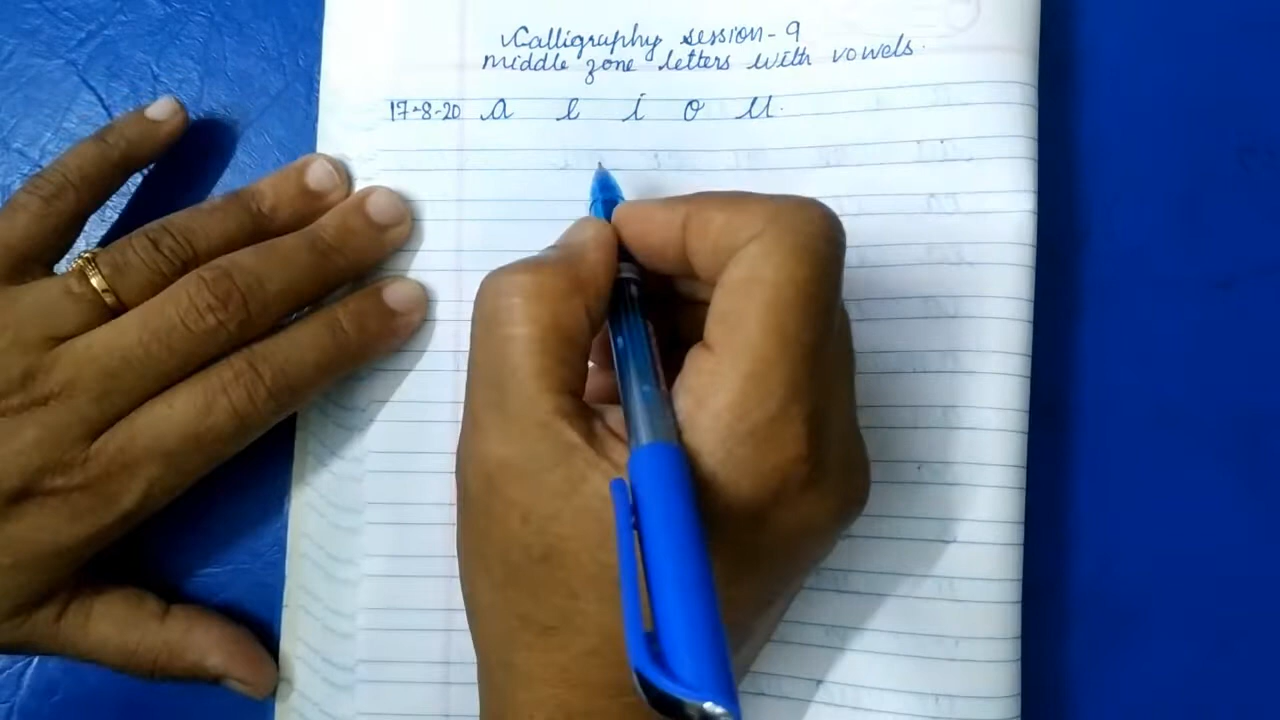 Calligraphy session-9
middle zone letters with vowels.
17-8-20 a e i o u.